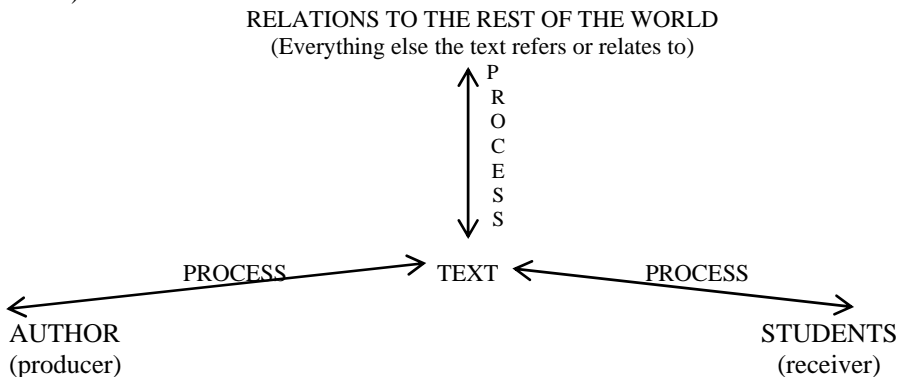 RELATIONS TO THE REST OF THE WORLD
(Everything else the text refers or relates to)
P
R
O
C
E
S
S
PROCESS TEXT PROCESS
AUTHOR STUDENTS
(producer) (receiver)